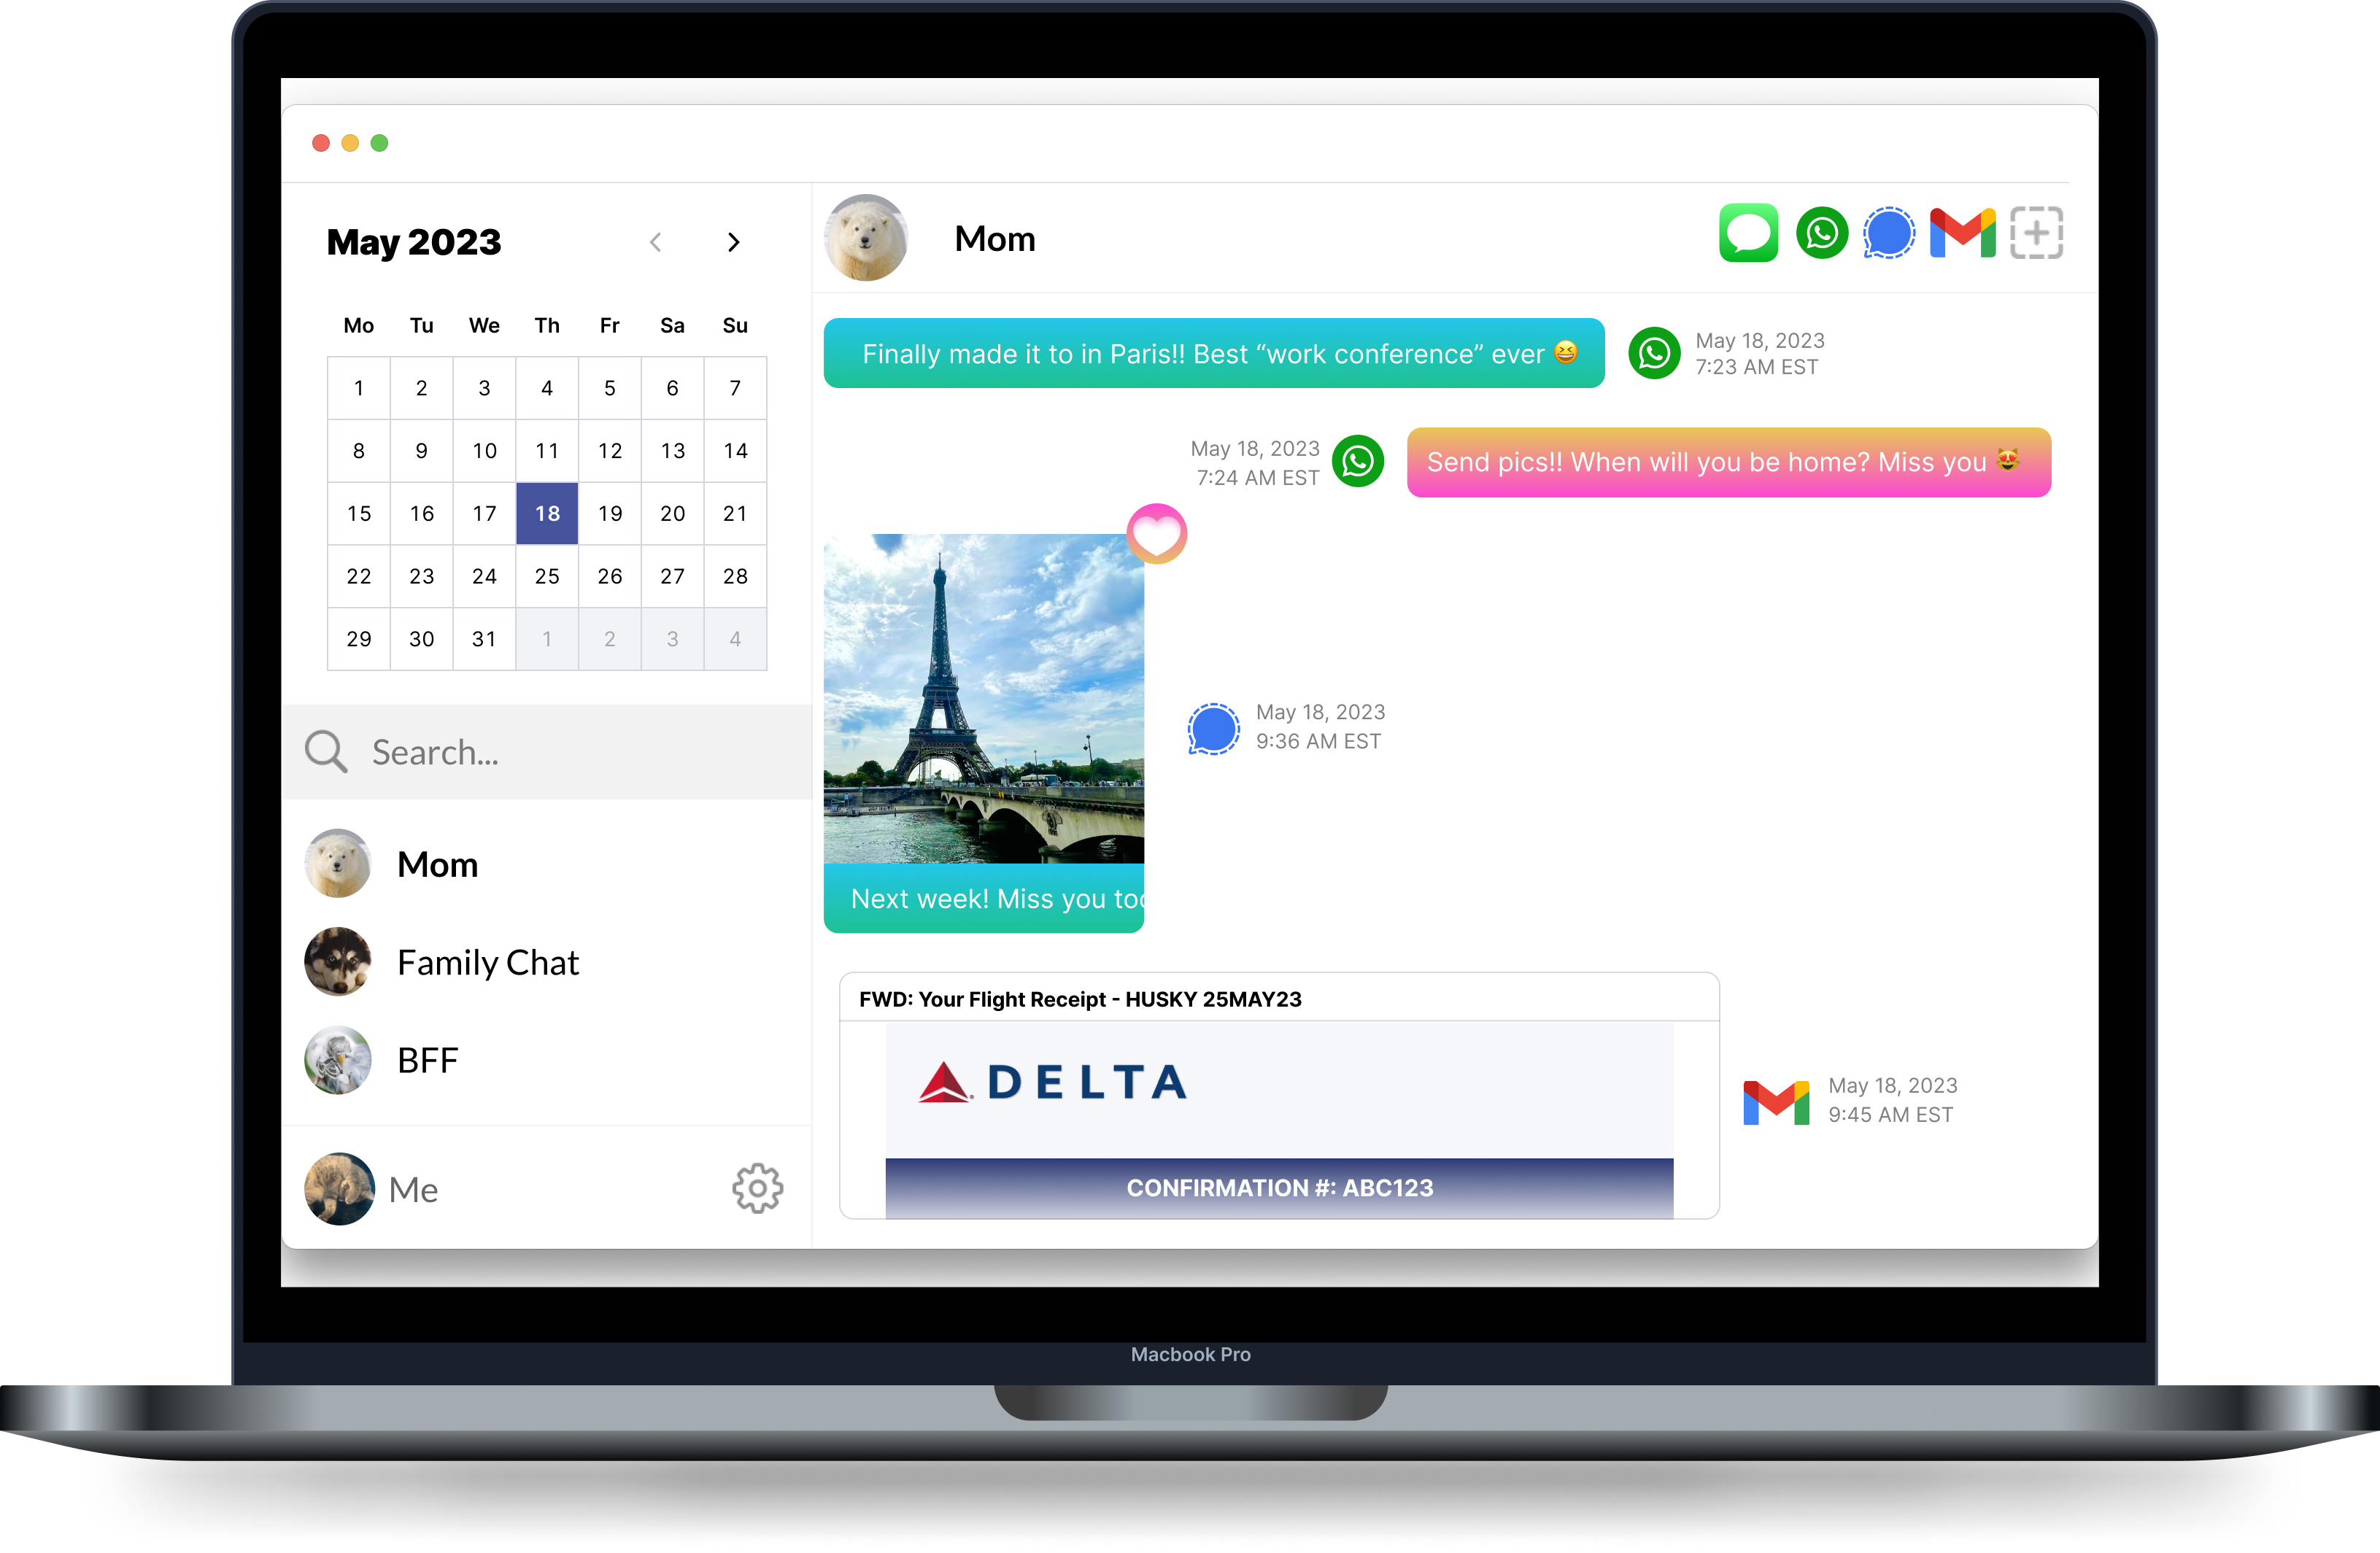 May 2023
Mo Tu We Th Fr Sa Su
1 2 3 4 5 6 7
8 9 10 11 12 13 14
15 16 17 18 19 20 21
22 23 24 25 26 27 28
29 30 31 1 2 3 4
Search...
Mom
Family Chat
BFF
Me
Mom
Finally made it to in Paris!! Best “work conference” ever 😆
May 18, 2023
7:23 AM EST
May 18, 2023
7:24 AM EST
Send pics!! When will you be home? Miss you 😻
May 18, 2023
9:36 AM EST
Next week! Miss you too
FWD: Your Flight Receipt - HUSKY 25MAY23
DELTA
CONFIRMATION #: ABC123
May 18, 2023
9:45 AM EST
Macbook Pro